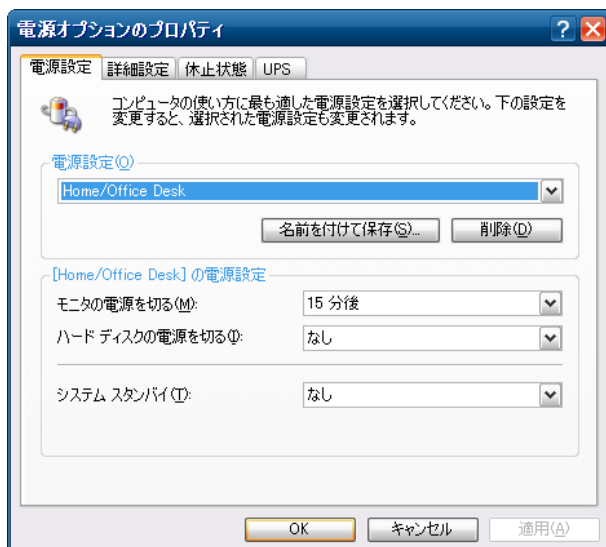 電源オプションのプロパティ
電源設定 詳細設定 休止状態 UPS
コンピュータの使い方に最も適した電源設定を選択してください。下の設定を
変更すると、選択された電源設定も変更されます。
電源設定(O)
Home/Office Desk
名前を付けて保存(S)... 削除(D)
[Home/Office Desk] の電源設定
モニタの電源を切る(M): 15 分後
ハード ディスクの電源を切る(I): なし
システム スタンバイ(T): なし
OK キャンセル 適用(A)